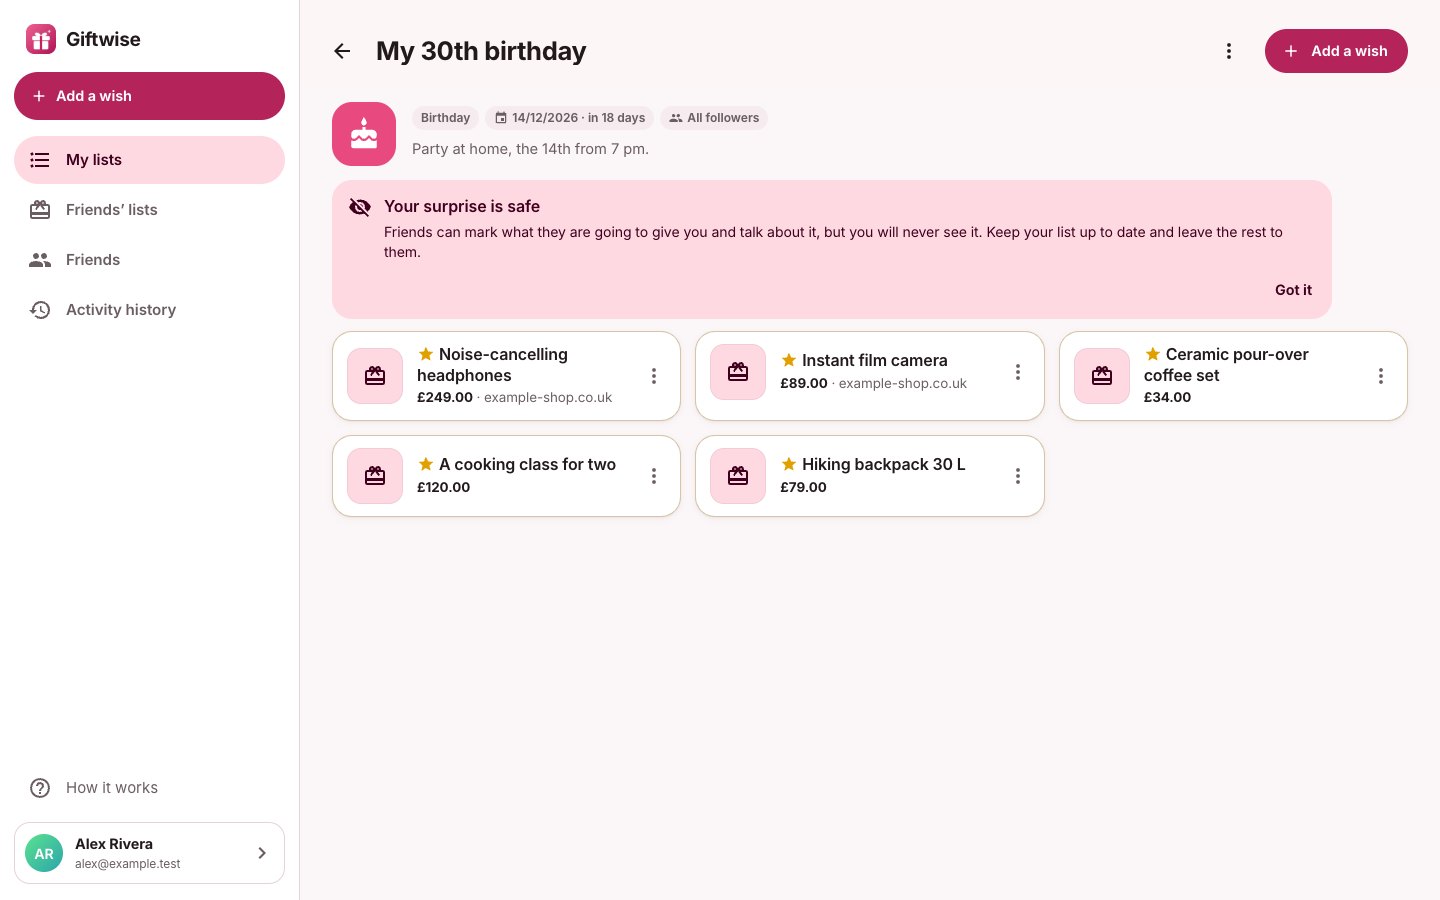 Giftwise
Add a wish
My lists
Friends’ lists
Friends
Activity history
How it works
AR
Alex Rivera
alex@example.test
My 30th birthday
Add a wish
Birthday
14/12/2026 · in 18 days
All followers
Party at home, the 14th from 7 pm.
Your surprise is safe
Friends can mark what they are going to give you and talk about it, but you will never see it. Keep your list up to date and leave the rest to
them.
Got it
Noise-cancelling
headphones
£249.00 · example-shop.co.uk
Instant film camera
£89.00 · example-shop.co.uk
Ceramic pour-over
coffee set
£34.00
A cooking class for two
£120.00
Hiking backpack 30 L
£79.00